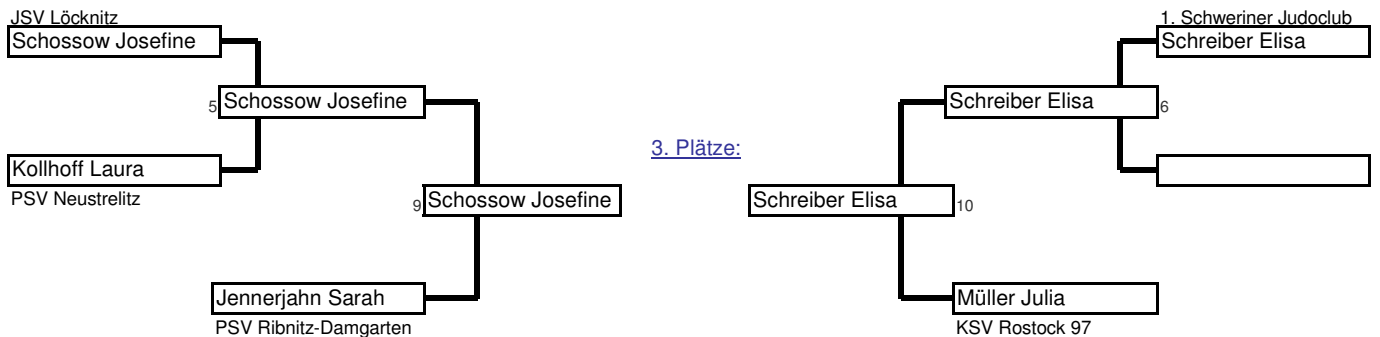 JSV Löcknitz
Schossow Josefine
5 Schossow Josefine
Kollhoff Laura
PSV Neustrelitz
9 Schossow Josefine
Jennerjahn Sarah
PSV Ribnitz-Damgarten
3. Plätze:
1. Schweriner Judoclub
Schreiber Elisa
Schreiber Elisa 6
Schreiber Elisa 10
Müller Julia
KSV Rostock 97